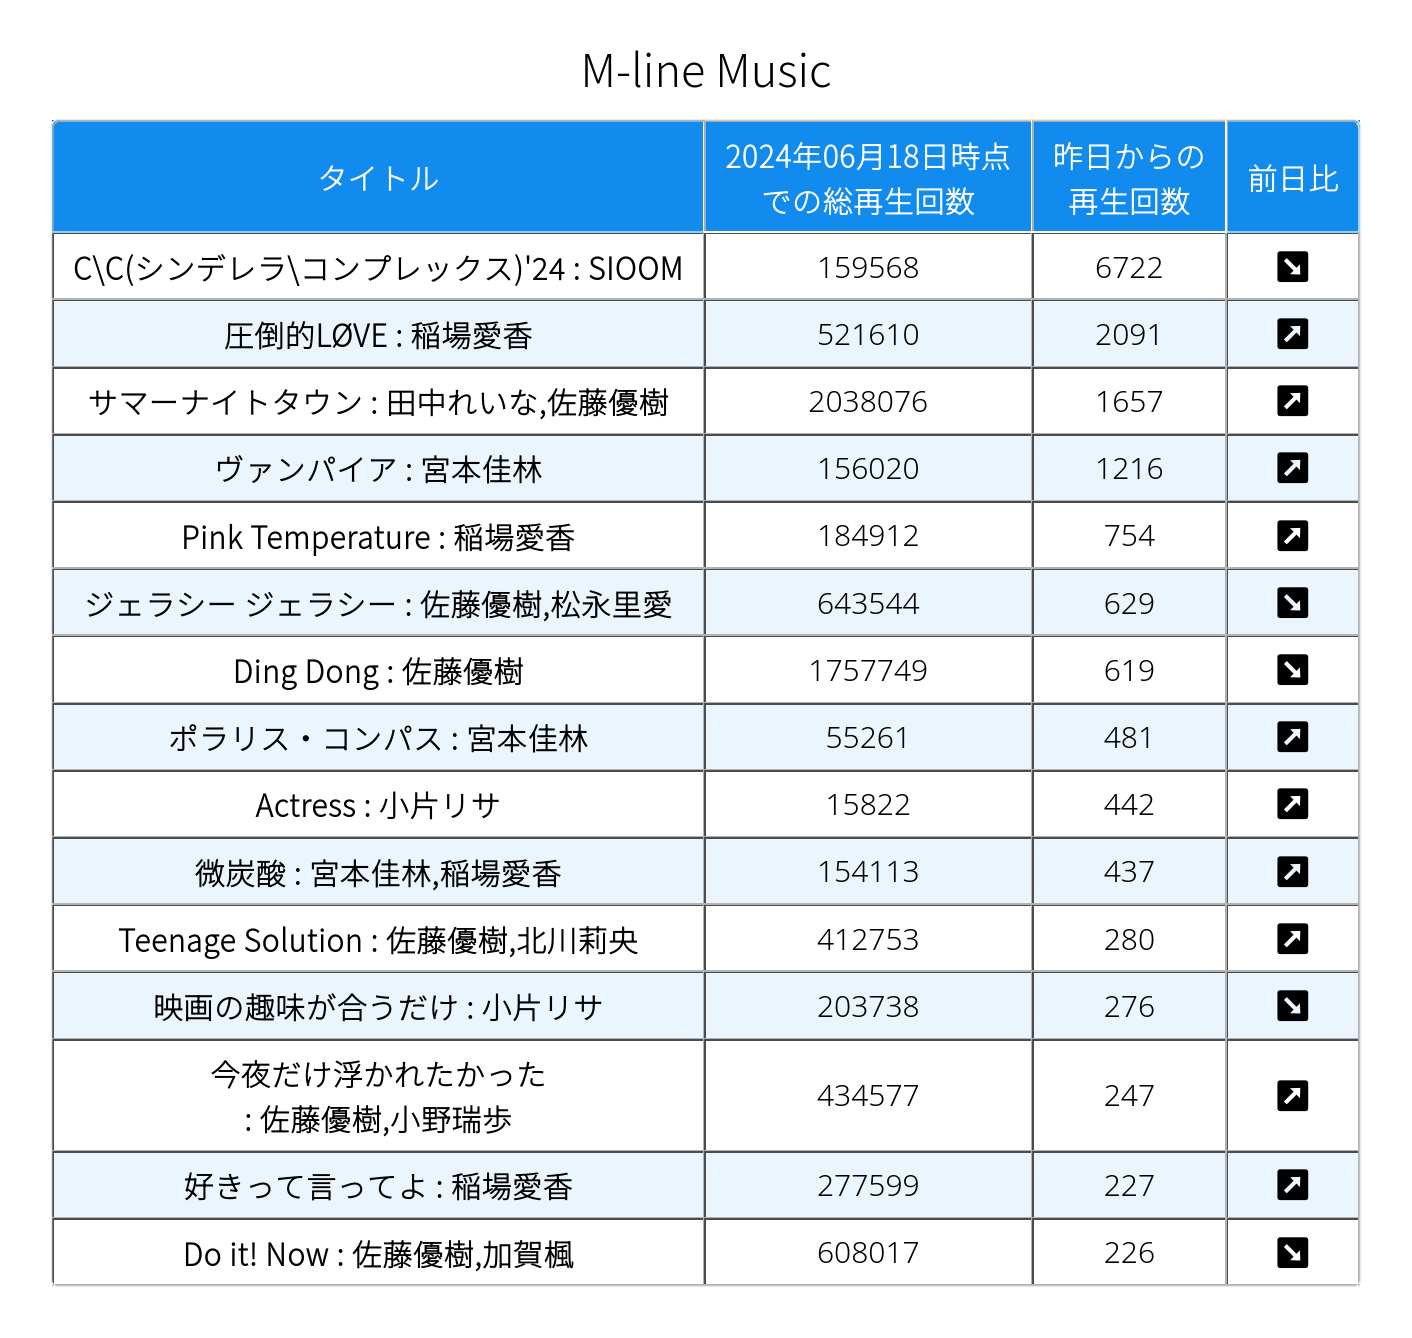 M-line Music
タイトル
2024年06月18日時点
での総再生回数
昨日からの
再生回数
前日比
C\C(シンデレラ\コンプレックス)'24 : SIOOM 159568 6722 ↘
圧倒的LØVE : 稲場愛香 521610 2091 ↗
サマーナイトタウン : 田中れいな,佐藤優樹 2038076 1657 ↗
ヴァンパイア : 宮本佳林 156020 1216 ↗
Pink Temperature : 稲場愛香 184912 754 ↗
ジェラシー ジェラシー : 佐藤優樹,松永里愛 643544 629 ↘
Ding Dong : 佐藤優樹 1757749 619 ↘
ポラリス・コンパス : 宮本佳林 55261 481 ↗
Actress : 小片リサ 15822 442 ↗
微炭酸 : 宮本佳林,稲場愛香 154113 437 ↗
Teenage Solution : 佐藤優樹,北川莉央 412753 280 ↗
映画の趣味が合うだけ : 小片リサ 203738 276 ↘
今夜だけ浮かれたかった
: 佐藤優樹,小野瑞歩 434577 247 ↗
好きって言ってよ : 稲場愛香 277599 227 ↗
Do it! Now : 佐藤優樹,加賀楓 608017 226 ↘